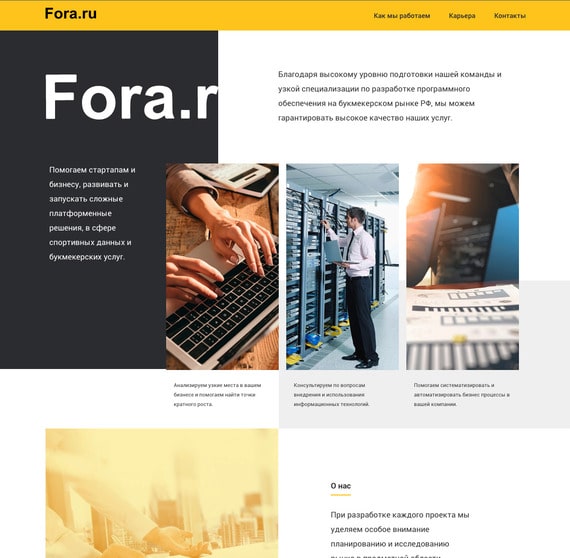 Fora.ru
Как мы работаем Карьера Контакты
Fora.r
Благодаря высокому уровню подготовки нашей команды и
узкой специализации по разработке программного
обеспечения на букмекерском рынке РФ, мы можем
гарантировать высокое качество наших услуг.
Помогаем стартапам и
бизнесу, развивать и
запускать сложные
платформенные
решения, в сфере
спортивных данных и
букмекерских услуг.
Анализируем узкие места в вашем
бизнесе и помогаем найти точки
кратного роста.
Консультируем по вопросам
внедрения и использования
информационных технологий.
Помогаем систематизировать и
автоматизировать бизнес процессы в
вашей компании.
О нас
При разработке каждого проекта мы
уделяем особое внимание
планированию и исследованию
рынка в предметной области